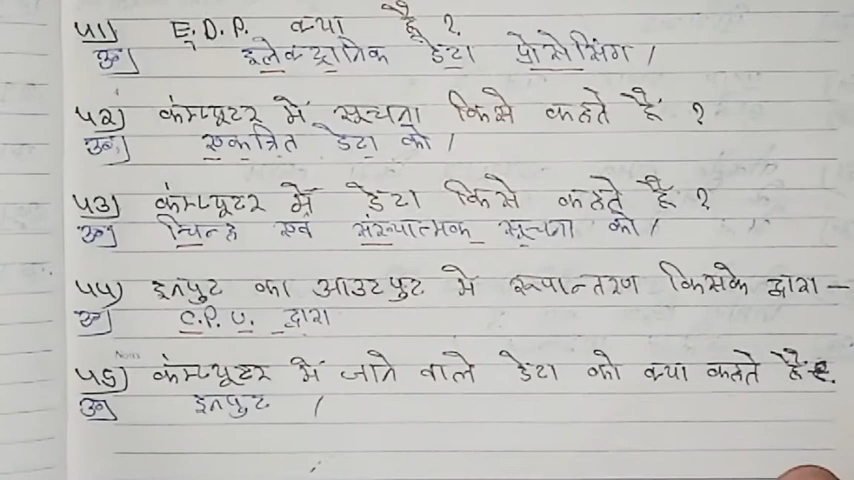 ५१) E.D.P. क्या है ?
उ०] इलेक्ट्रानिक डेटा प्रोसेसिंग /
५२) कंम्प्यूटर में सूचना किसे कहते हैं ?
उ०] एकत्रित डेटा को /
५३) कंम्प्यूटर में डेटा किसे कहते हैं ?
उ०] चिन्ह एवं संख्यात्मक सूचना को /
५४) इनपुट का आउटपुट में रूपान्तरण किसके द्वारा —
उ०] C.P.U. द्वारा
५५) कंम्प्यूटर में जाने वाले डेटा को क्या कहते हैं
उ०] इनपुट /